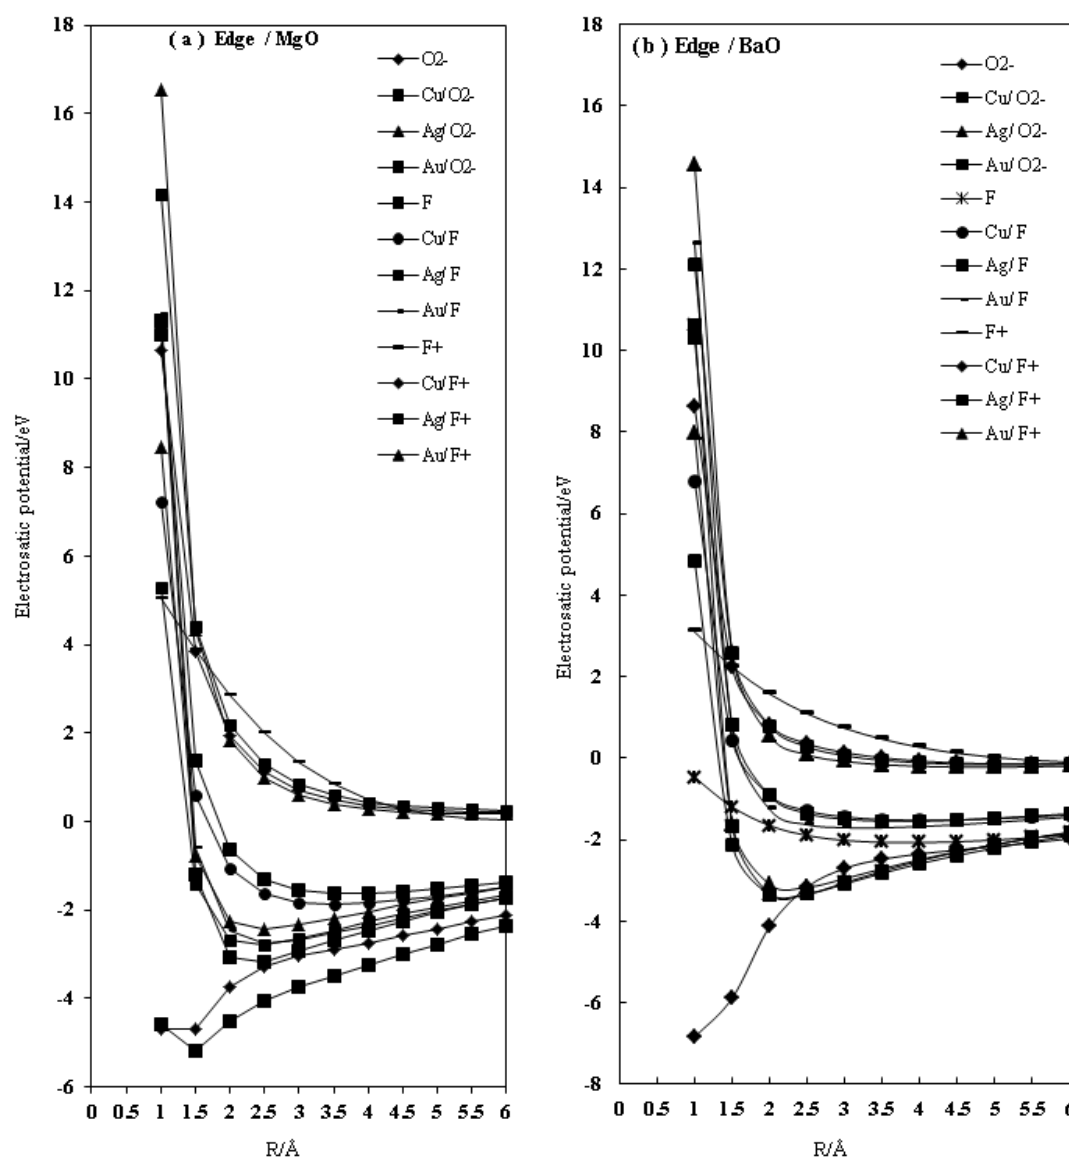 ( a ) Edge / MgO
O2-
Cu/O2-
Ag/O2-
Au/O2-
F
Cu/F
Ag/F
Au/F
F+
Cu/F+
Ag/F+
Au/F+
18
16
14
12
10
8
6
4
2
0
-2
-4
-6
Electrosatic potential/eV
0 0.5 1 1.5 2 2.5 3 3.5 4 4.5 5 5.5 6
R/Å
( b ) Edge / BaO
O2-
Cu/O2-
Ag/O2-
Au/O2-
F
Cu/F
Ag/F
Au/F
F+
Cu/F+
Ag/F+
Au/F+
18
16
14
12
10
8
6
4
2
0
-2
-4
-6
-8
Electrosatic potential/eV
0 0.5 1 1.5 2 2.5 3 3.5 4 4.5 5 5.5 6
R/Å